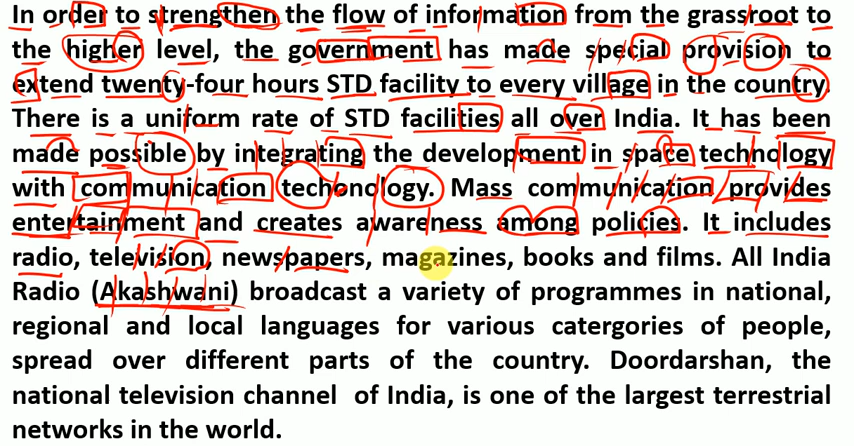 In order to strengthen the flow of information from the grassroot to
the higher level, the government has made special provision to
extend twenty-four hours STD facility to every village in the country.
There is a uniform rate of STD facilities all over India. It has been
made possible by integrating the development in space technology
with communication techonology. Mass communication provides
entertainment and creates awareness among policies. It includes
radio, television, newspapers, magazines, books and films. All India
Radio (Akashwani) broadcast a variety of programmes in national,
regional and local languages for various catergories of people,
spread over different parts of the country. Doordarshan, the
national television channel of India, is one of the largest terrestrial
networks in the world.